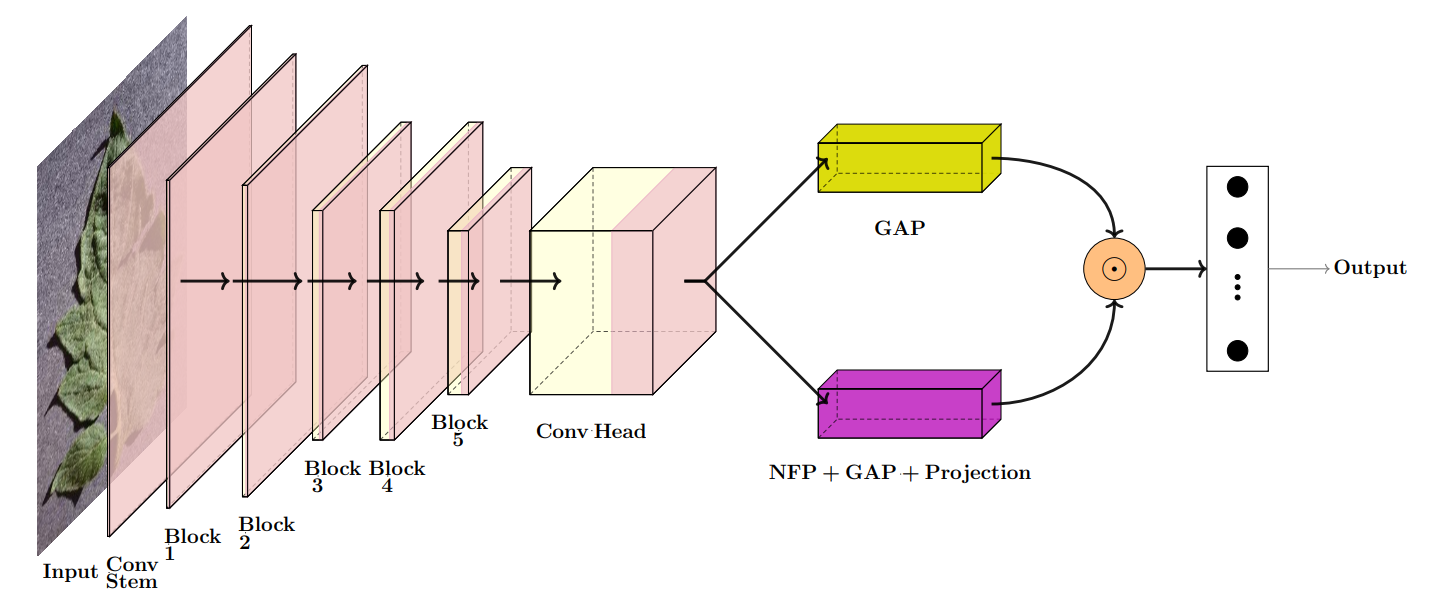 Input
Conv
Stem
Block
1
Block
2
Block
3
Block
4
Block
5
Conv Head
GAP
NFP + GAP + Projection
Output